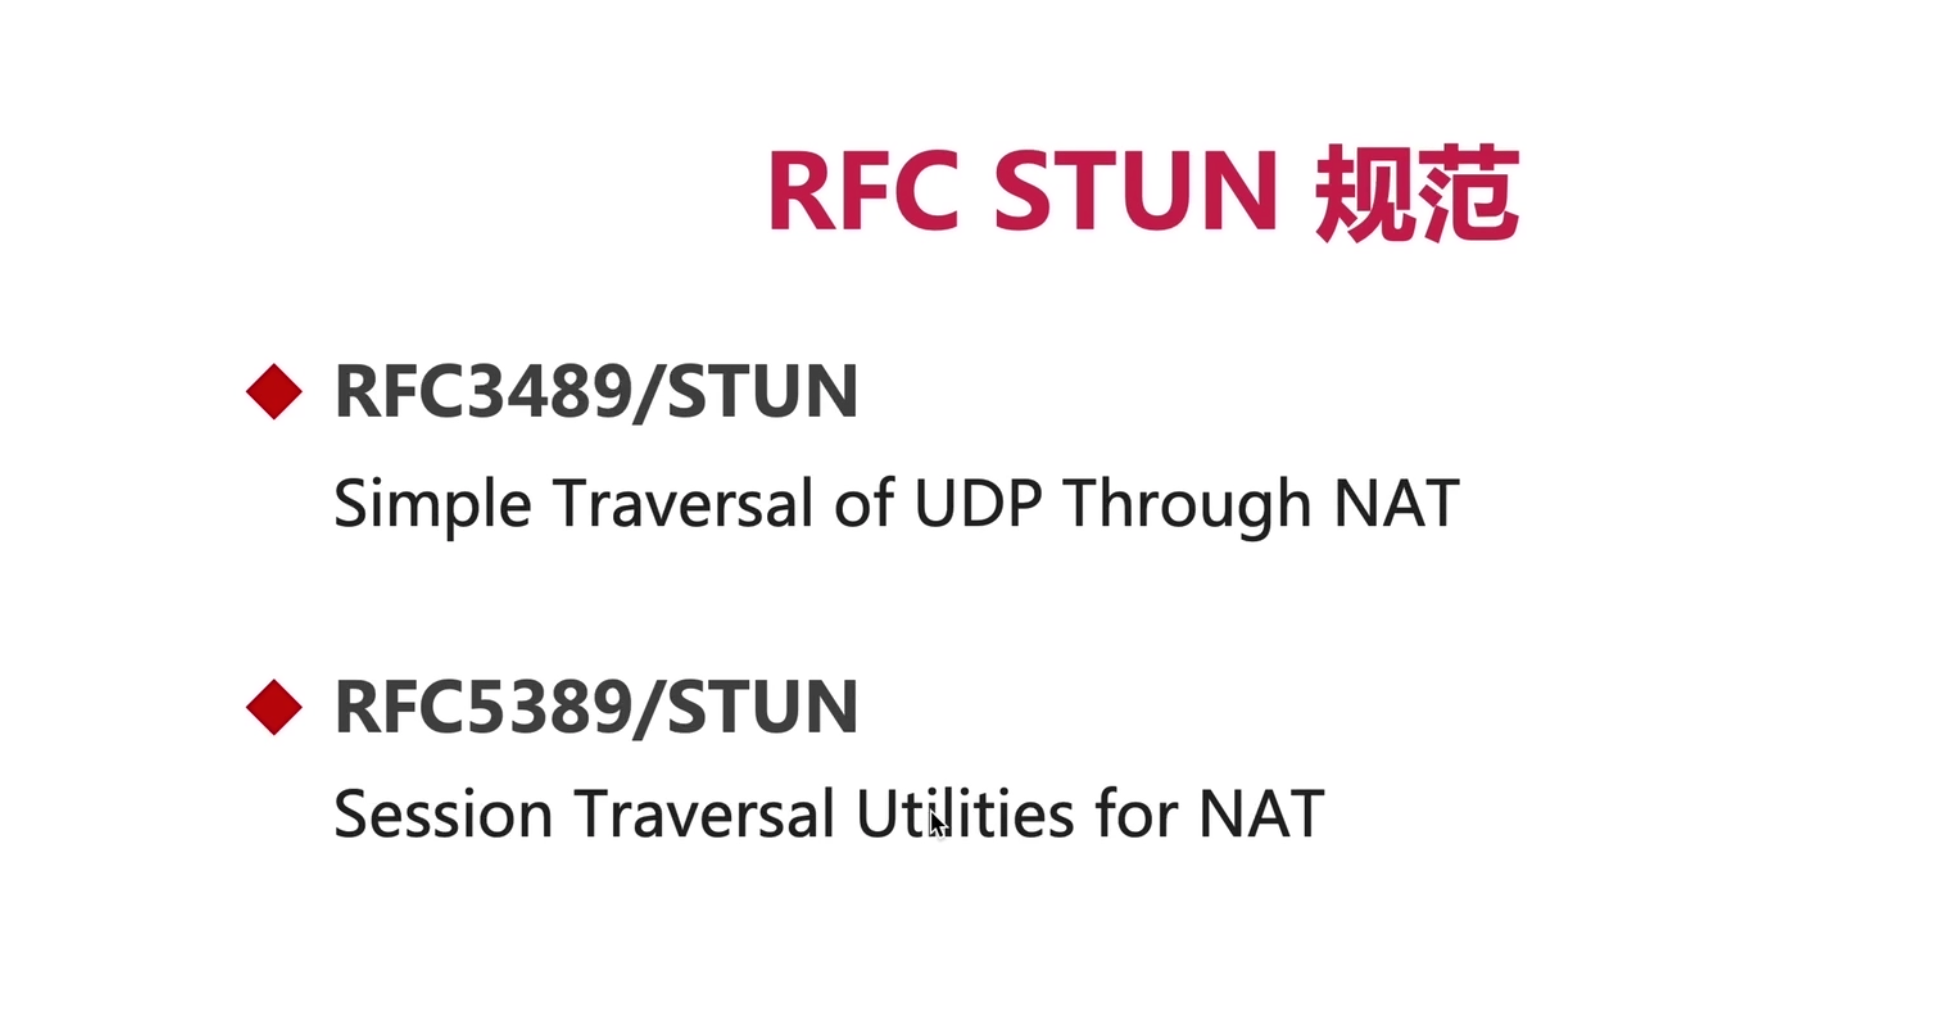 RFC STUN 规范
RFC3489/STUN
Simple Traversal of UDP Through NAT
RFC5389/STUN
Session Traversal Utilities for NAT